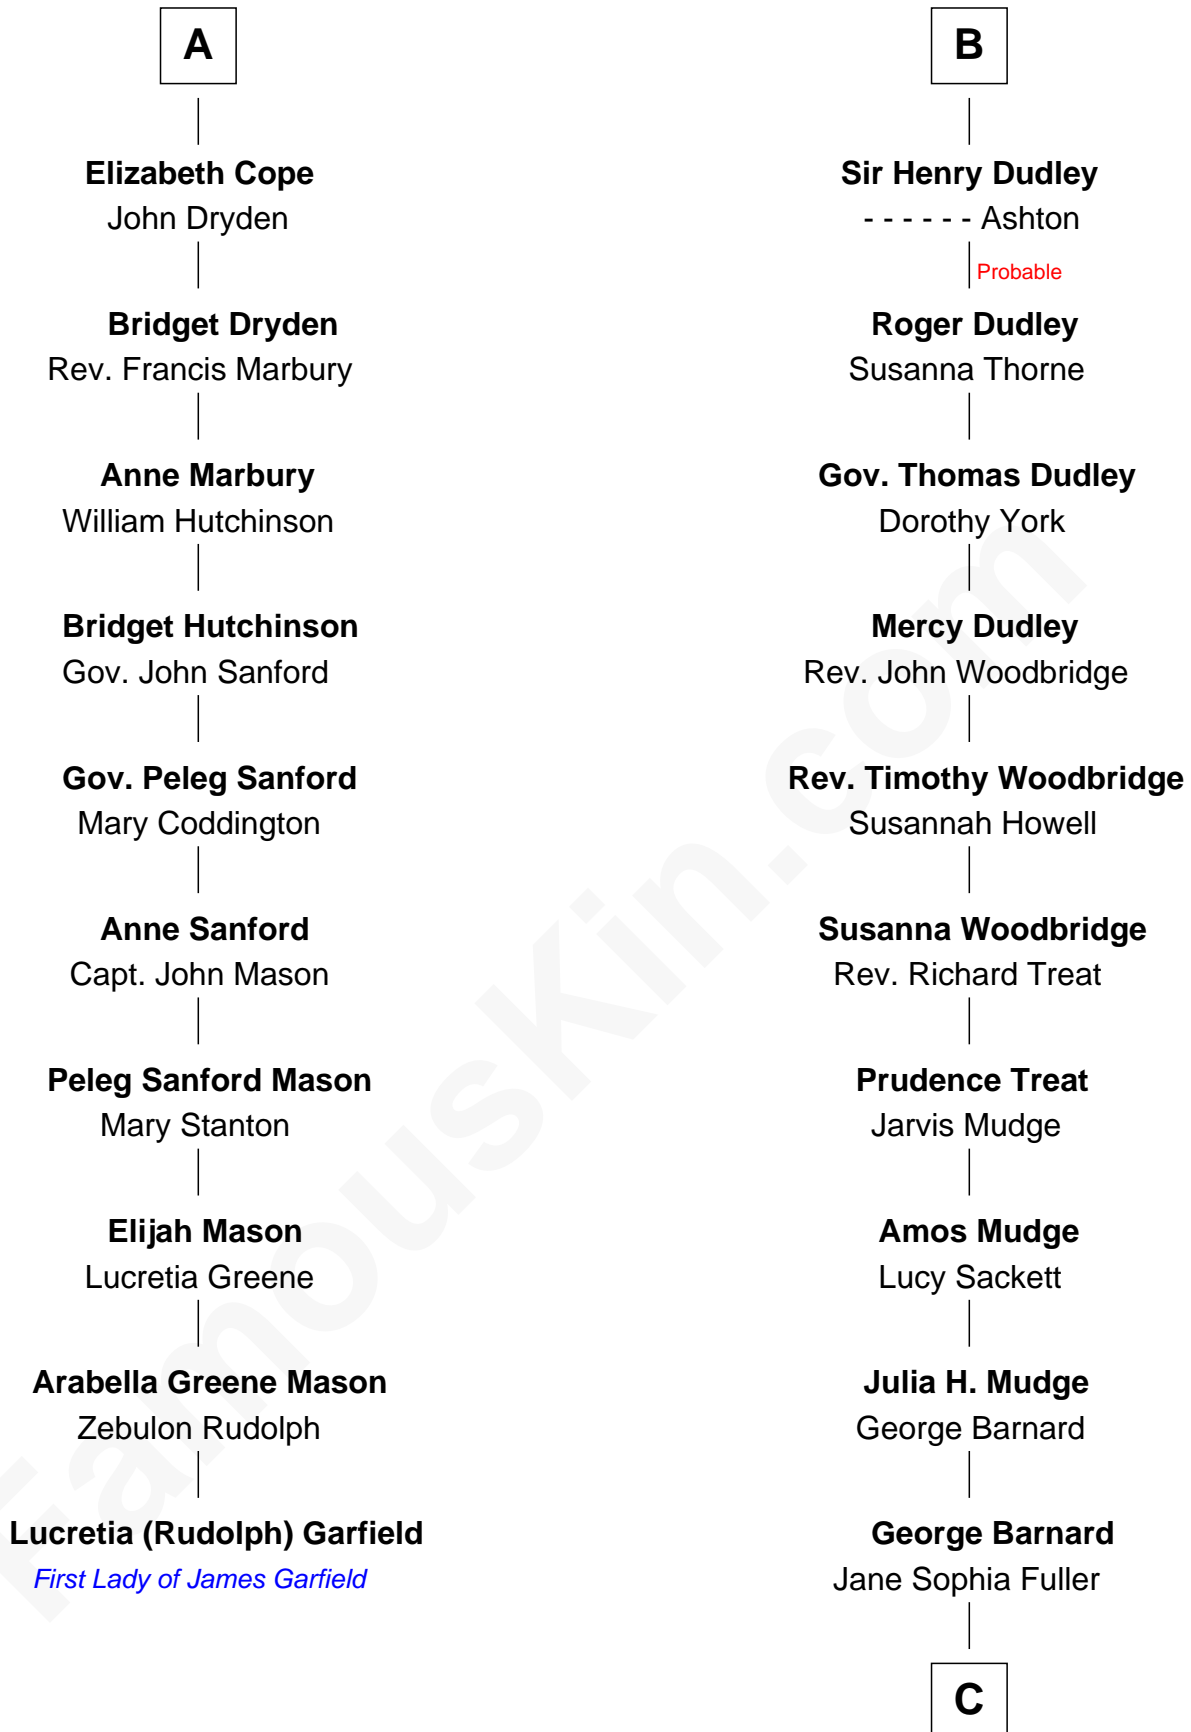 A
Elizabeth Cope
John Dryden
Bridget Dryden
Rev. Francis Marbury
Anne Marbury
William Hutchinson
Bridget Hutchinson
Gov. John Sanford
Gov. Peleg Sanford
Mary Coddington
Anne Sanford
Capt. John Mason
Peleg Sanford Mason
Mary Stanton
Elijah Mason
Lucretia Greene
Arabella Greene Mason
Zebulon Rudolph
Lucretia (Rudolph) Garfield
First Lady of James Garfield
B
Sir Henry Dudley
- - - - - - Ashton
Probable
Roger Dudley
Susanna Thorne
Gov. Thomas Dudley
Dorothy York
Mercy Dudley
Rev. John Woodbridge
Rev. Timothy Woodbridge
Susannah Howell
Susanna Woodbridge
Rev. Richard Treat
Prudence Treat
Jarvis Mudge
Amos Mudge
Lucy Sackett
Julia H. Mudge
George Barnard
George Barnard
Jane Sophia Fuller
C
FamousKin.com